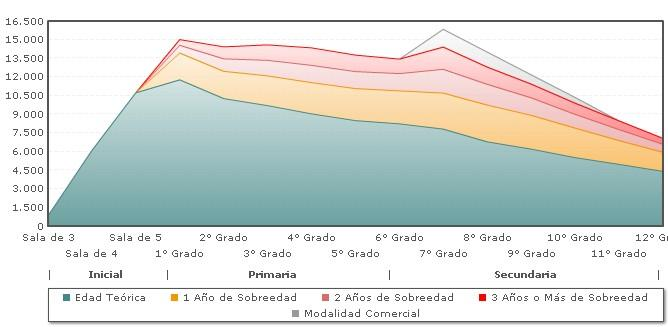 16.500
15.000
13.500
12.000
10.500
9.000
7.500
6.000
4.500
3.000
1.500
0
Sala de 3 Sala de 5 2° Grado 4° Grado 6° Grado 8° Grado 10° Grado 12° Gr
Sala de 4 1° Grado 3° Grado 5° Grado 7° Grado 9° Grado 11° Grado
Inicial Primaria Secundaria
Edad Teórica 1 Año de Sobreedad 2 Años de Sobreedad 3 Años o Más de Sobreedad
Modalidad Comercial